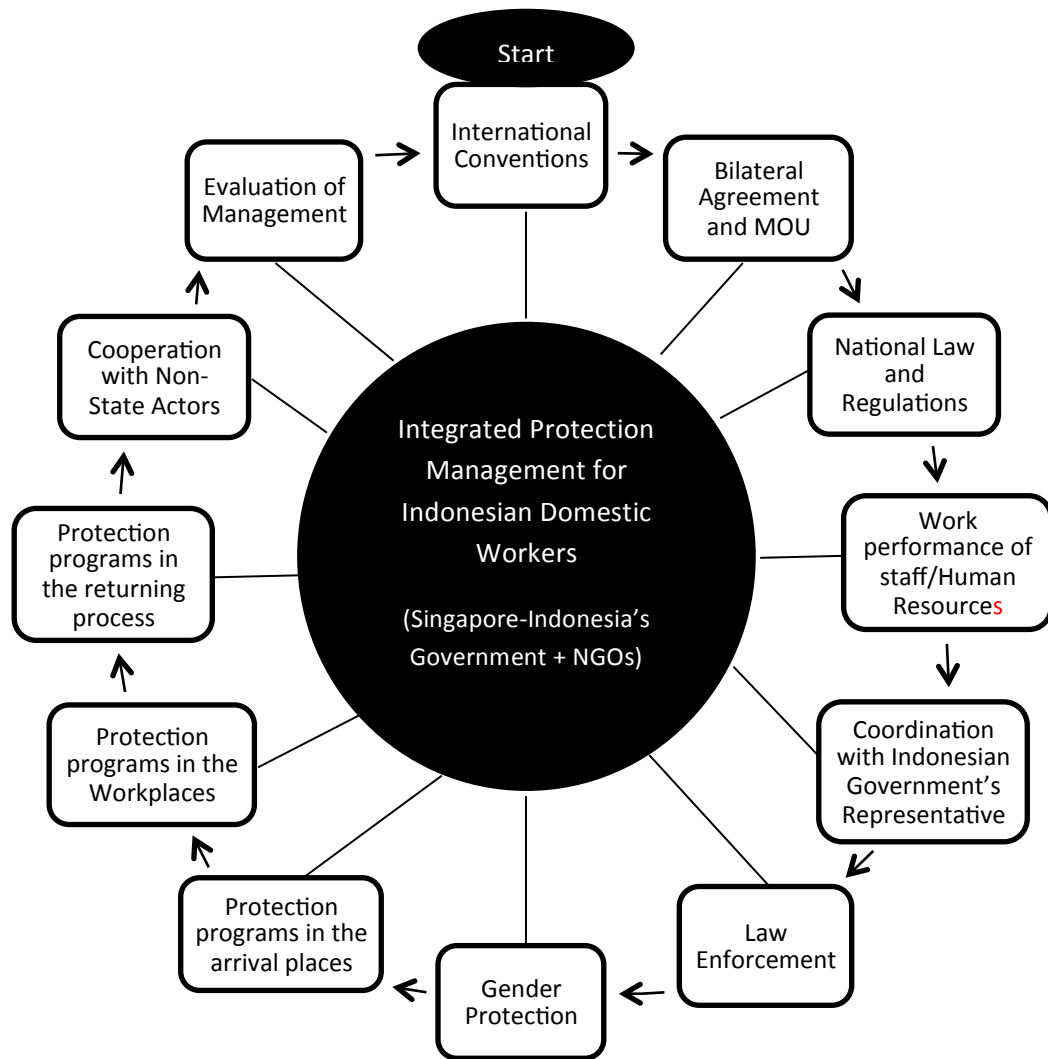 Start
International
Conventions
Bilateral
Agreement
and MOU
National Law
and
Regulations
Work
performance of
staff/Human
Resources
Coordination
with Indonesian
Government’s
Representative
Law
Enforcement
Gender
Protection
Protection
programs in the
arrival places
Protection
programs in the
Workplaces
Protection
programs in
the returning
process
Cooperation
with Non-
State Actors
Evaluation of
Management
Integrated Protection
Management for
Indonesian Domestic
Workers
(Singapore-Indonesia’s
Government + NGOs)